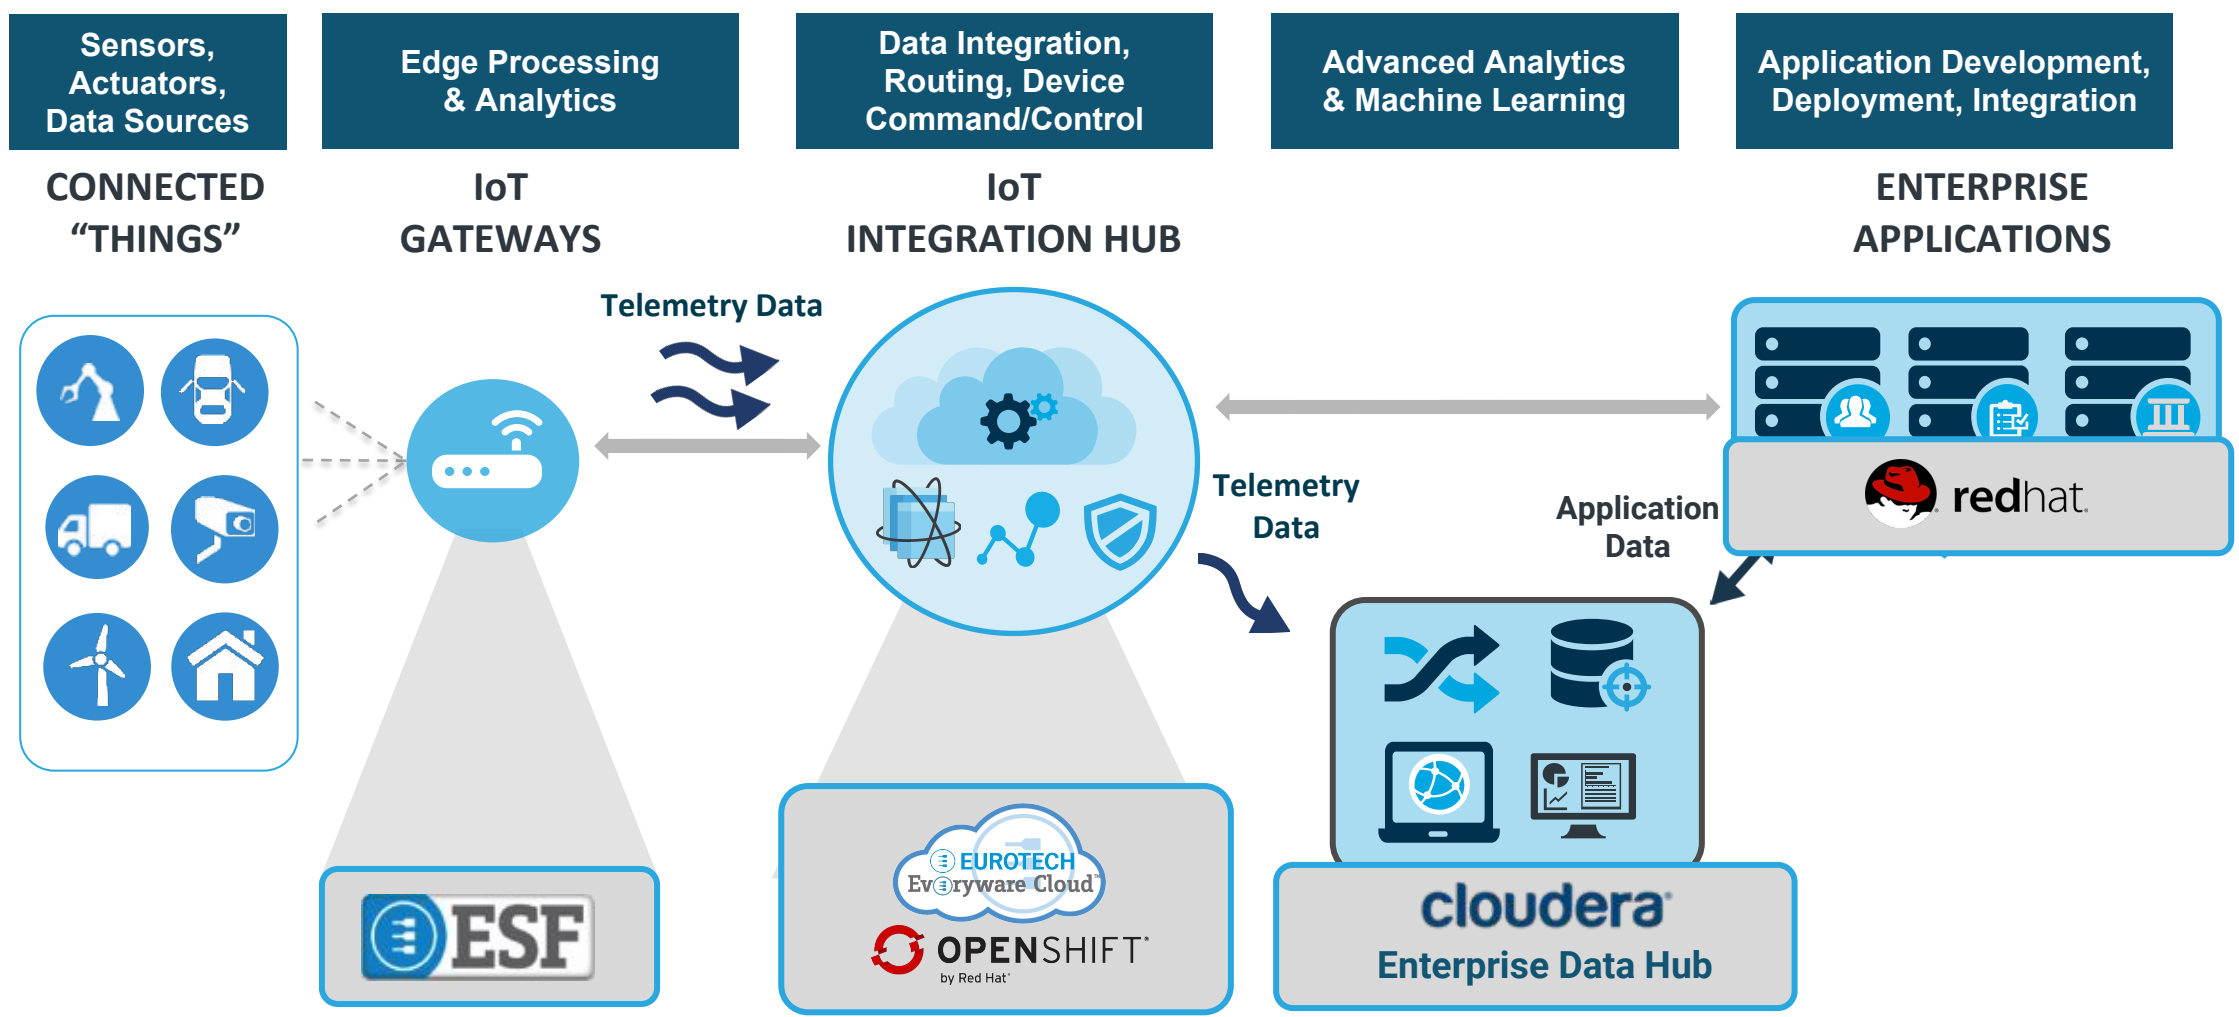 Sensors,
Actuators,
Data Sources
Edge Processing
& Analytics
Data Integration,
Routing, Device
Command/Control
Advanced Analytics
& Machine Learning
Application Development,
Deployment, Integration
CONNECTED
“THINGS”
IoT
GATEWAYS
IoT
INTEGRATION HUB
ENTERPRISE
APPLICATIONS
Telemetry Data
Telemetry
Data
Application
Data
redhat.
ESF
EUROTECH
Everyware Cloud™
OPENSHIFT®
by Red Hat®
cloudera®
Enterprise Data Hub